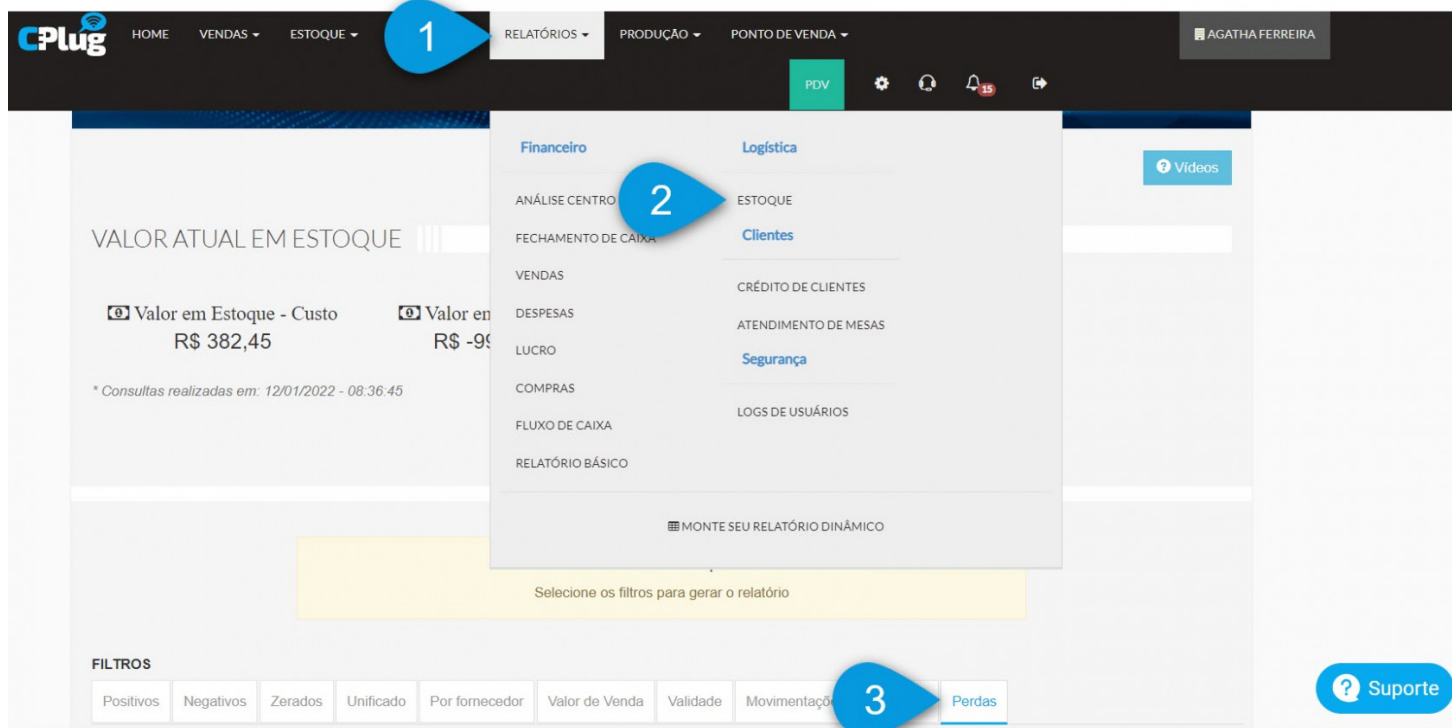 CPlug
HOME VENDAS ESTOQUE 1 RELATÓRIOS PRODUÇÃO PONTO DE VENDA AGATHA FERREIRA
PDV 15
Financeiro Logística
Vídeos
ANÁLISE CENTRO 2 ESTOQUE
VALOR ATUAL EM ESTOQUE
FECHAMENTO DE CAIXA Clientes
VENDAS
CRÉDITO DE CLIENTES
Valor em Estoque - Custo
DESPESAS
ATENDIMENTO DE MESAS
R$ 382,45 R$ -99
LUCRO Segurança
* Consultas realizadas em: 12/01/2022 - 08:36:45
COMPRAS
LOGS DE USUÁRIOS
FLUXO DE CAIXA
RELATÓRIO BÁSICO
MONTE SEU RELATÓRIO DINÂMICO
Selecione os filtros para gerar o relatório
FILTROS
Positivos Negativos Zerados Unificado Por fornecedor Valor de Venda Validade 3 Perdas
Suporte